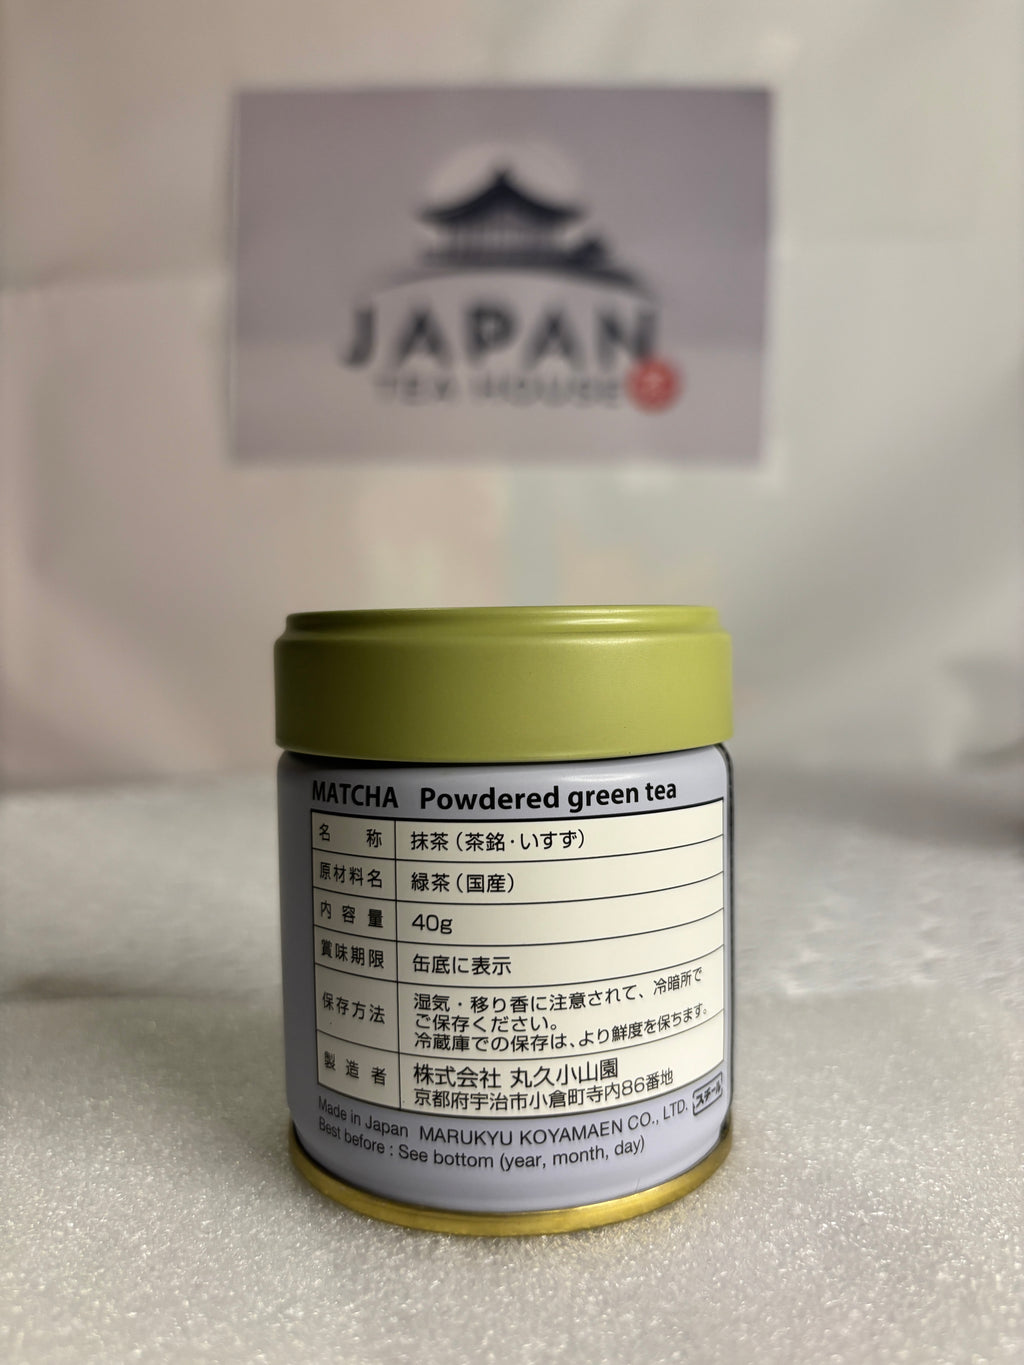 JAPAN
TEA HOUSE
MATCHA Powdered green tea
名称 抹茶（茶銘・いすず）
原材料名 緑茶（国産）
内容量 40g
賞味期限 缶底に表示
保存方法 湿気・移り香に注意されて、冷暗所で
ご保存ください。
冷蔵庫での保存は、より鮮度を保ちます。
製造者 株式会社 丸久小山園
京都府宇治市小倉町寺内86番地
Made in Japan MARUKYU KOYAMAEN CO., LTD. スチール
Best before : See bottom (year, month, day)